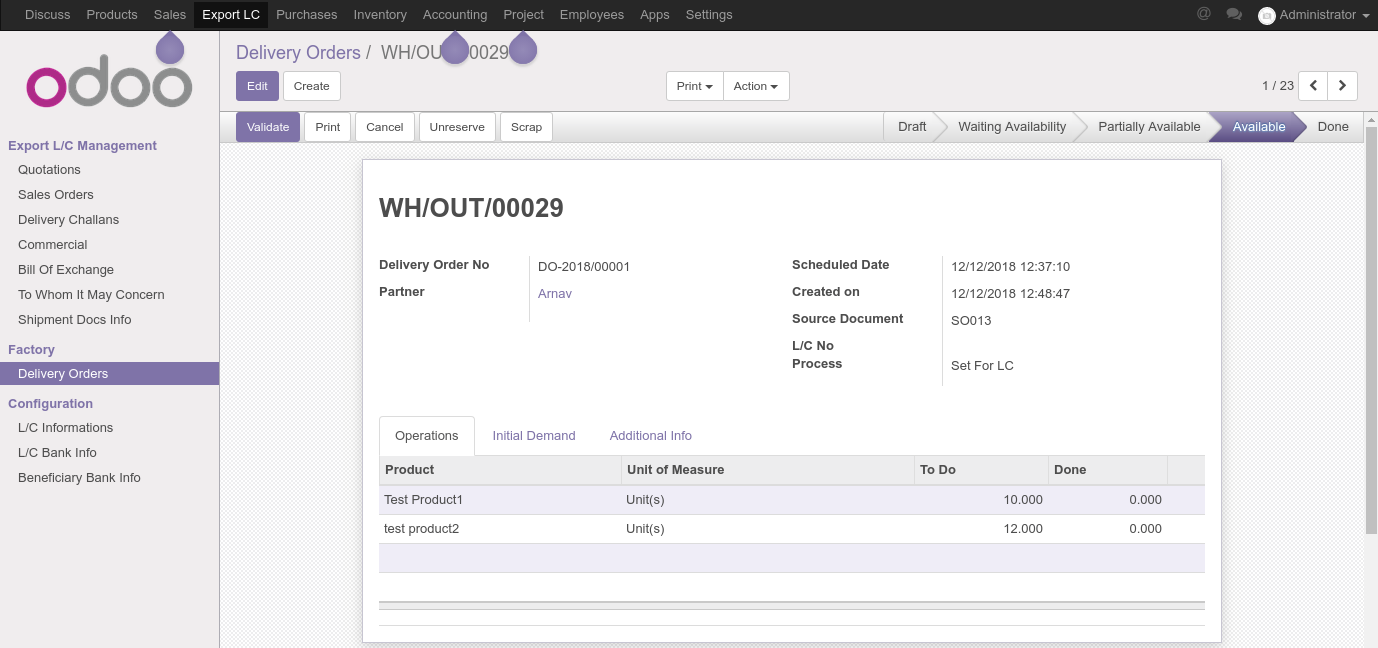 Discuss Products Sales Export LC Purchases Inventory Accounting Project Employees Apps Settings @ Administrator
odoo
Delivery Orders / WH/OU 00029
Edit Create Print Action 1 / 23
Validate Print Cancel Unreserve Scrap Draft Waiting Availability Partially Available Available Done
Export L/C Management
Quotations
Sales Orders
Delivery Challans
Commercial
Bill Of Exchange
To Whom It May Concern
Shipment Docs Info
Factory
Delivery Orders
Configuration
L/C Informations
L/C Bank Info
Beneficiary Bank Info
WH/OUT/00029
Delivery Order No DO-2018/00001
Partner Arnav
Scheduled Date 12/12/2018 12:37:10
Created on 12/12/2018 12:48:47
Source Document SO013
L/C No
Process Set For LC
Operations Initial Demand Additional Info
Product Unit of Measure To Do Done
Test Product1 Unit(s) 10.000 0.000
test product2 Unit(s) 12.000 0.000